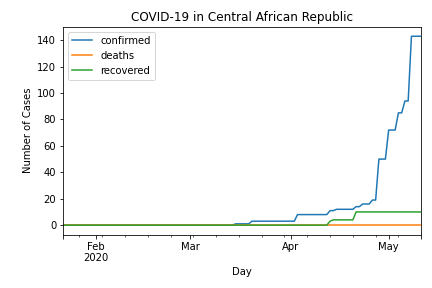 COVID-19 in Central African Republic
confirmed
deaths
recovered
Number of Cases
140
120
100
80
60
40
20
0
Feb
2020
Mar
Apr
May
Day